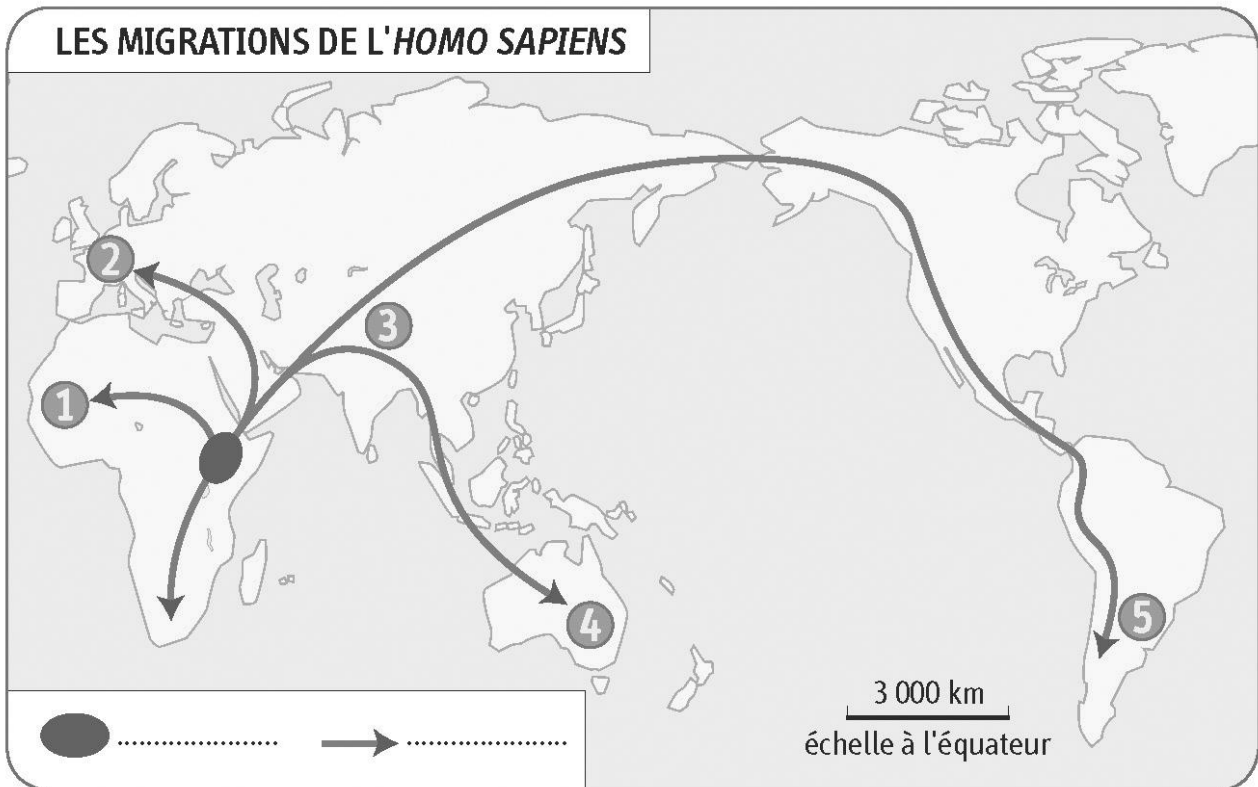 LES MIGRATIONS DE L'HOMO SAPIENS
2
3
1
4
5
3 000 km
échelle à l'équateur
.................... ....................